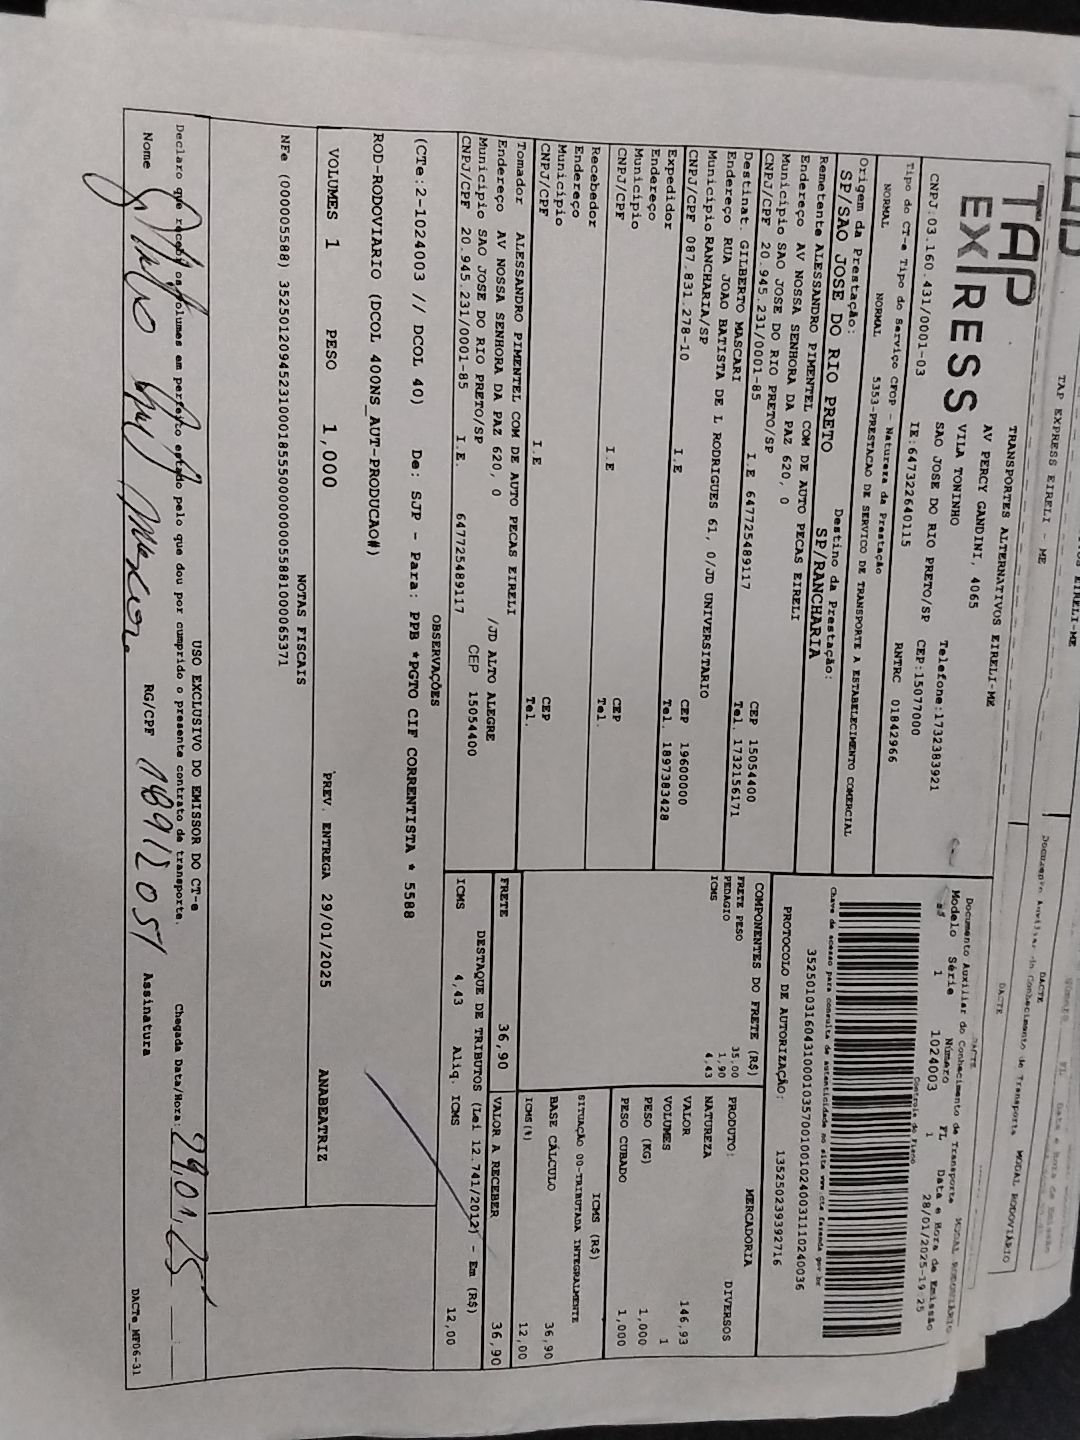 TAP EXPRESS EIRELI - ME
DACTE
Documento Auxiliar do Conhecimento de Transporte MODAL RODOVIARIO
TAP
EXPRESS
TRANSPORTES ALTERNATIVOS EIRELI-ME
AV PERCY GANDINI, 4065
VILA TONINHO
SAO JOSE DO RIO PRETO/SP
Telefone:1732383921
CEP:15077000
CNPJ:03.160.431/0001-03
IE:647322640115
RNTRC 01842966
Tipo do CT-e Tipo do Serviço CFOP - Natureza da Prestação
NORMAL NORMAL 5353-PRESTACAO DE SERVICO DE TRANSPORTE A ESTABELECIMENTO COMERCIAL
Origem da Prestação: Destino da Prestação:
SP/SAO JOSE DO RIO PRETO SP/RANCHARIA
Remetente ALESSANDRO PIMENTEL COM DE AUTO PECAS EIRELI
Endereço AV NOSSA SENHORA DA PAZ 620, 0
Município SAO JOSE DO RIO PRETO/SP CEP 15054400
CNPJ/CPF 20.945.231/0001-85 I.E 647725489117 Tel. 1732156171
Destinat. GILBERTO MASCARI
Endereço RUA JOAO BATISTA DE L RODRIGUES 61, 0/JD UNIVERSITARIO
Município RANCHARIA/SP CEP 19600000
CNPJ/CPF 087.831.278-10 I.E Tel. 1897383428
Expedidor
Endereço
Município CEP
CNPJ/CPF I.E Tel.
Recebedor
Endereço
Município CEP
CNPJ/CPF I.E Tel.
Tomador ALESSANDRO PIMENTEL COM DE AUTO PECAS EIRELI
Endereço AV NOSSA SENHORA DA PAZ 620, 0 /JD ALTO ALEGRE
Município SAO JOSE DO RIO PRETO/SP CEP 15054400
CNPJ/CPF 20.945.231/0001-85 I.E. 647725489117
Documento Auxiliar do Conhecimento de Transporte MODAL RODOVIARIO
Modelo Série Número FL Data e Hora de Emissão
1 1024003 1 28/01/2025-19:25
Controle do Fisco
Chave de acesso para consulta de autenticidade no site www.cte.fazenda.gov.br
35250103160431000103570010010240031110240036
PROTOCOLO DE AUTORIZAÇÃO: 135250239392716
COMPONENTES DO FRETE (R$)
FRETE PESO 35,00
PEDAGIO 1,90
ICMS 4,43
MERCADORIA
PRODUTO: DIVERSOS
NATUREZA
VALOR 146,93
VOLUMES 1
PESO (KG) 1,000
PESO CUBADO 1,000
ICMS (R$)
SITUAÇÃO 00-TRIBUTADA INTEGRALMENTE
BASE CÁLCULO 36,90
ICMS(%) 12,00
FRETE 36,90 VALOR A RECEBER 36,90
DESTAQUE DE TRIBUTOS (Lei 12.741/2012) - Em (R$)
ICMS 4,43 Aliq. ICMS 12,00
OBSERVAÇÕES
(CTe:2-1024003 // DCOL 40) De: SJP - Para: PPB *PGTO CIF CORRENTISTA * 5588
ROD-RODOVIARIO (DCOL 400NS_AUT-PRODUCAO#)
VOLUMES 1 PESO 1,000 PREV. ENTREGA 29/01/2025 ANABEATRIZ
NOTAS FISCAIS
NFe (000005588) 35250120945231000185550000000055881000065371
USO EXCLUSIVO DO EMISSOR DO CT-e
Declaro que recebi os volumes em perfeito estado pelo que dou por cumprido o presente contrato de transporte. Chegada Data/Hora: 29,01,25
Nome RG/CPF 18912051 Assinatura
DACTe_MF06-31